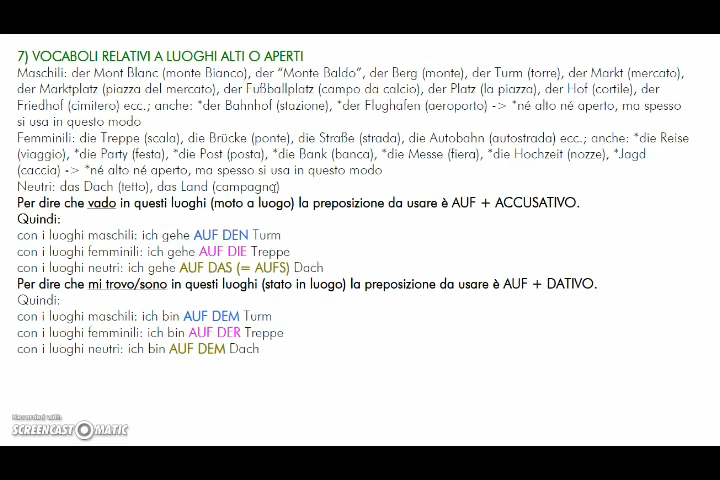 7) VOCABOLI RELATIVI A LUOGHI ALTI O APERTI
Maschili: der Mont Blanc (monte Bianco), der "Monte Baldo", der Berg (monte), der Turm (torre), der Markt (mercato),
der Marktplatz (piazza del mercato), der Fußballplatz (campo da calcio), der Platz (la piazza), der Hof (cortile), der
Friedhof (cimitero) ecc.; anche: *der Bahnhof (stazione), *der Flughafen (aeroporto) -> *né alto né aperto, ma spesso
si usa in questo modo
Femminili: die Treppe (scala), die Brücke (ponte), die Straße (strada), die Autobahn (autostrada) ecc.; anche: *die Reise
(viaggio), *die Party (festa), *die Post (posta), *die Bank (banca), *die Messe (fiera), *die Hochzeit (nozze), *Jagd
(caccia) -> *né alto né aperto, ma spesso si usa in questo modo
Neutri: das Dach (tetto), das Land (campagna)
Per dire che vado in questi luoghi (moto a luogo) la preposizione da usare è AUF + ACCUSATIVO.
Quindi:
con i luoghi maschili: ich gehe AUF DEN Turm
con i luoghi femminili: ich gehe AUF DIE Treppe
con i luoghi neutri: ich gehe AUF DAS (= AUFS) Dach
Per dire che mi trovo/sono in questi luoghi (stato in luogo) la preposizione da usare è AUF + DATIVO.
Quindi:
con i luoghi maschili: ich bin AUF DEM Turm
con i luoghi femminili: ich bin AUF DER Treppe
con i luoghi neutri: ich bin AUF DEM Dach
Recorded with
SCREENCAST-O-MATIC